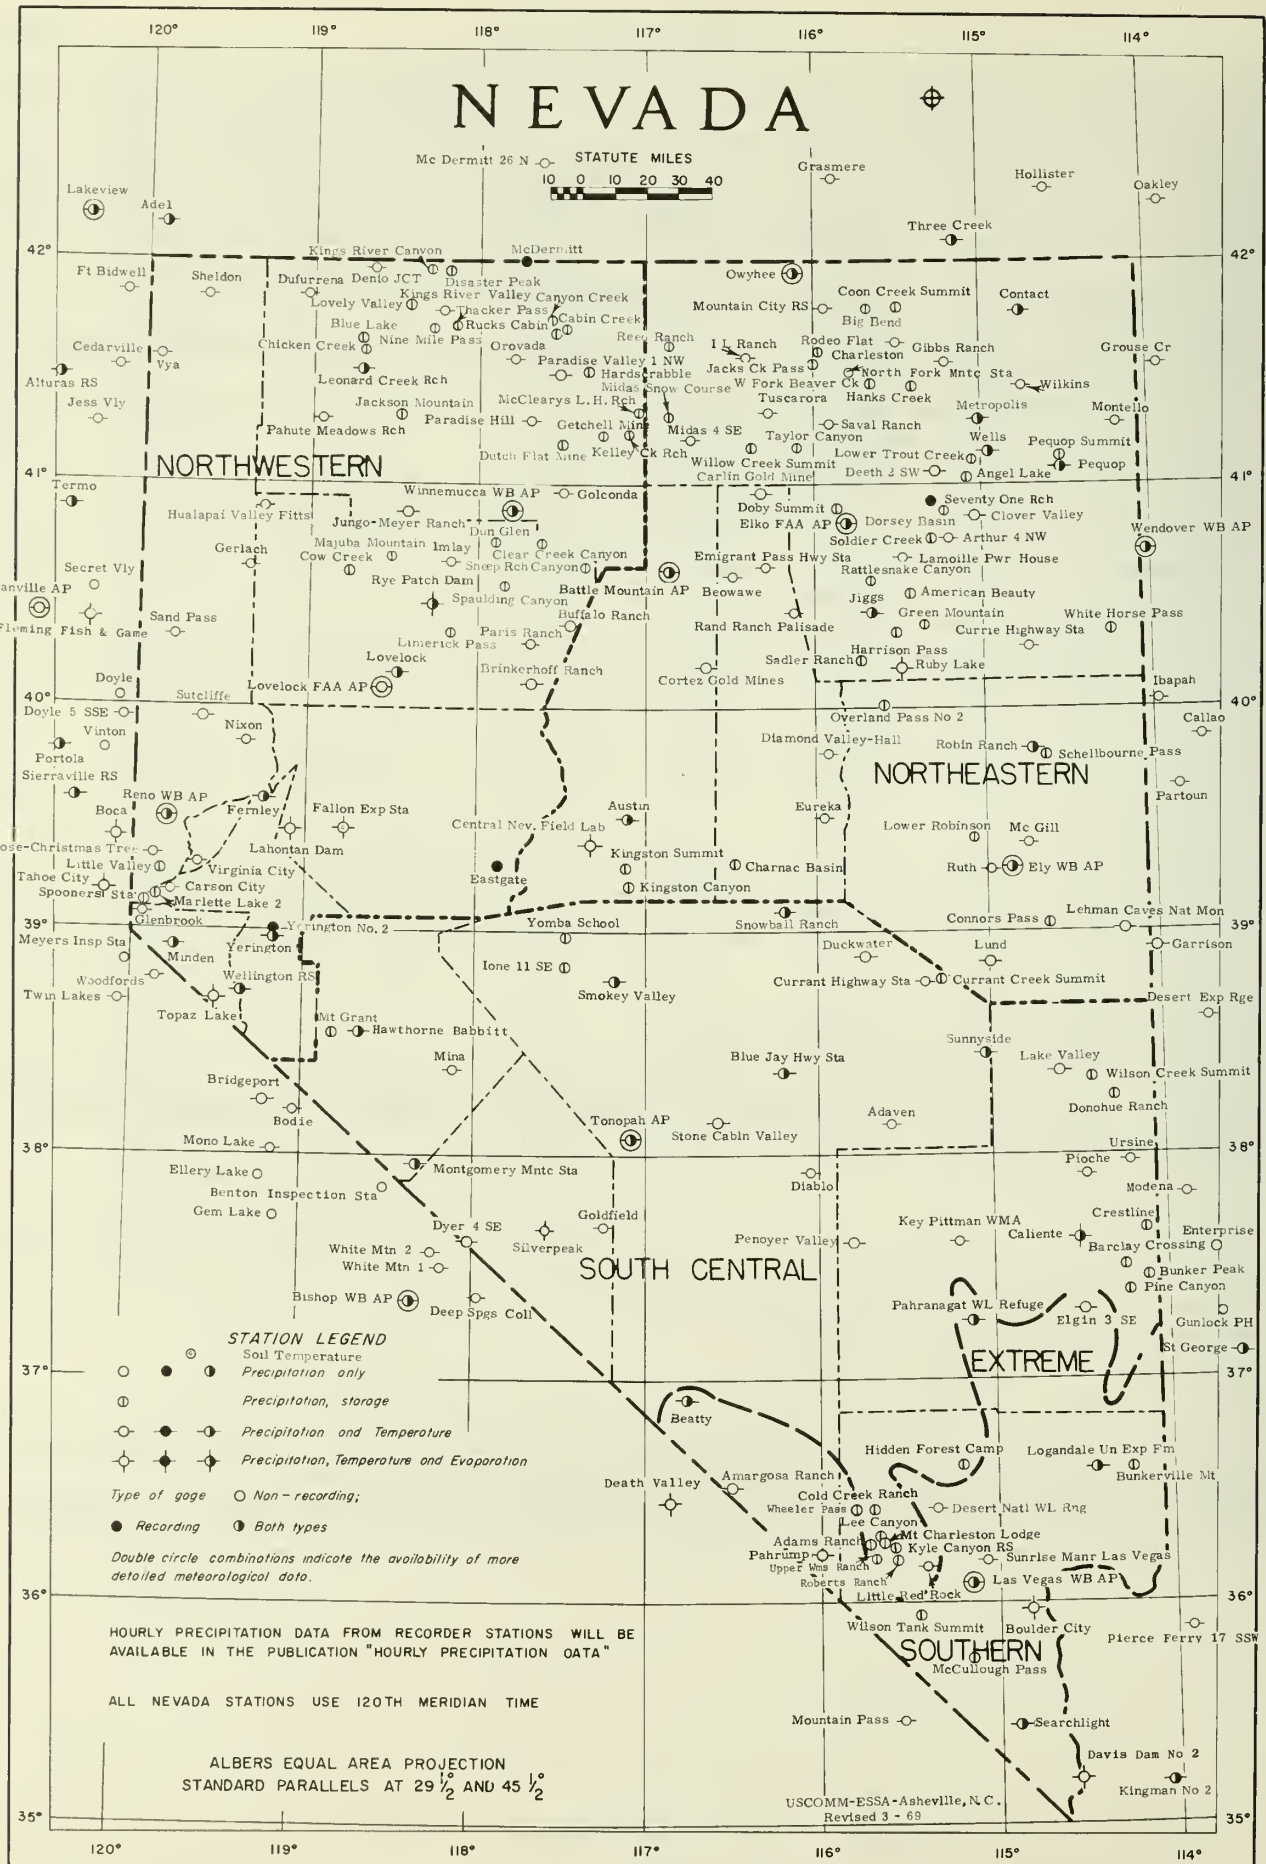 120°
119°
118°
117°
116°
115°
114°
NEVADA
Mc Dermitt 26 N
STATUTE MILES
10 0 10 20 30 40
Grasmere
Hollister
Oakley
Lakeview
Adel
Three Creek
42°
Kings River Canyon
McDermitt
42°
Ft Bidwell
Sheldon
Dufurrena
Denio JCT
Disaster Peak
Owyhee
Kings River Valley
Canyon Creek
Coon Creek Summit
Contact
Lovely Valley
Thacker Pass
Mountain City RS
Big Bend
Blue Lake
Rucks Cabin
Cabin Creek
Nine Mile Pass
Reed Ranch
I L Ranch
Rodeo Flat
Cedarville
Vya
Chicken Creek
Orovada
Paradise Valley 1 NW
Charleston
Gibbs Ranch
Grouse Cr
Jacks Ck Pass
North Fork Mntc Sta
Alturas RS
Leonard Creek Rch
Hardscrabble
Midas Snow Course
W Fork Beaver Ck
Hanks Creek
Wilkins
Jess Vly
Jackson Mountain
McClearys L.H. Rch
Tuscarora
Metropolis
Montello
Pahute Meadows Rch
Paradise Hill
Getchell Mine
Midas 4 SE
Saval Ranch
Taylor Canyon
Wells
Pequop Summit
Dutch Flat Mine
Kelley Ck Rch
Willow Creek Summit
Lower Trout Creek
Pequop
NORTHWESTERN
41°
41°
Carlin Gold Mine
Deeth 2 SW
Angel Lake
Termo
Winnemucca WB AP
Golconda
Doby Summit
Seventy One Rch
Hualapai Valley Fitts
Jungo-Meyer Ranch
Elko FAA AP
Dorsey Basin
Clover Valley
Wendover WB AP
Dun Glen
Majuba Mountain
Imlay
Clear Creek Canyon
Soldier Creek
Arthur 4 NW
Gerlach
Cow Creek
Sheep Rch Canyon
Emigrant Pass Hwy Sta
Lamoille Pwr House
Secret Vly
Rye Patch Dam
Battle Mountain AP
Beowawe
Rattlesnake Canyon
Spaulding Canyon
Jiggs
American Beauty
Fleming Fish & Game
Sand Pass
Buffalo Ranch
Rand Ranch Palisade
Green Mountain
White Horse Pass
Limerick Pass
Paris Ranch
Currie Highway Sta
Lovelock
Harrison Pass
Sadler Ranch
Ruby Lake
Doyle
Lovelock FAA AP
Brinkerhoff Ranch
Cortez Gold Mines
40°
40°
Ibapah
Doyle 5 SSE
Sutcliffe
Overland Pass No 2
Callao
Vinton
Nixon
Diamond Valley-Hall
Robin Ranch
Schellbourne Pass
Portola
NORTHEASTERN
Sierraville RS
Reno WB AP
Partoun
Boca
Fernley
Fallon Exp Sta
Austin
Eureka
Central Nev. Field Lab
Lower Robinson
Mc Gill
Lahontan Dam
Little Valley
Virginia City
Kingston Summit
Charnac Basin
Ruth
Ely WB AP
Tahoe City
Carson City
Eastgate
Kingston Canyon
Spooners Sta
Marlette Lake 2
Glenbrook
Snowball Ranch
Connors Pass
Lehman Caves Nat Mon
39°
39°
Yerington No. 2
Yomba School
Meyers Insp Sta
Minden
Yerington
Duckwater
Lund
Garrison
Woodfords
Wellington RS
Ione 11 SE
Currant Highway Sta
Currant Creek Summit
Twin Lakes
Topaz Lake
Smokey Valley
Desert Exp Rge
Mt Grant
Hawthorne Babbitt
Mina
Blue Jay Hwy Sta
Sunnyside
Lake Valley
Wilson Creek Summit
Bridgeport
Bodie
Donohue Ranch
Tonopah AP
Stone Cabin Valley
Adaven
Mono Lake
38°
38°
Ursine
Ellery Lake
Montgomery Mntc Sta
Diablo
Pioche
Benton Inspection Sta
Modena
Gem Lake
Dyer 4 SE
Goldfield
Key Pittman WMA
Crestline
Enterprise
Silverpeak
Penoyer Valley
Caliente
Barclay Crossing
White Mtn 2
White Mtn 1
SOUTH CENTRAL
Bunker Peak
Pine Canyon
Bishop WB AP
Deep Spgs Coll
Pahranagat WL Refuge
Elgin 3 SE
Gunlock PH
STATION LEGEND
Soil Temperature
37°
Precipitation only
EXTREME
St George
37°
Precipitation, storage
Beatty
Precipitation and Temperature
Hidden Forest Camp
Logandale Un Exp Fm
Precipitation, Temperature and Evaporation
Death Valley
Amargosa Ranch
Bunkerville Mt
Type of gage
Non-recording;
Cold Creek Ranch
Wheeler Pass
Desert Natl WL Rng
Recording
Both types
Lee Canyon
Adams Ranch
Mt Charleston Lodge
Pahrump
Kyle Canyon RS
Sunrise Manr Las Vegas
Double circle combinations indicate the availability of more
detailed meteorological data.
Upper Wms Ranch
Roberts Ranch
Las Vegas WB AP
36°
Little Red Rock
36°
HOURLY PRECIPITATION DATA FROM RECORDER STATIONS WILL BE
AVAILABLE IN THE PUBLICATION "HOURLY PRECIPITATION DATA"
Wilson Tank Summit
Boulder City
Pierce Ferry 17 SSW
SOUTHERN
McCullough Pass
ALL NEVADA STATIONS USE 120TH MERIDIAN TIME
Mountain Pass
Searchlight
ALBERS EQUAL AREA PROJECTION
STANDARD PARALLELS AT 29 1/2° AND 45 1/2°
Davis Dam No 2
Kingman No 2
USCOMM-ESSA-Asheville, N.C.
Revised 3 - 69
35°
35°
120°
119°
118°
117°
116°
115°
114°